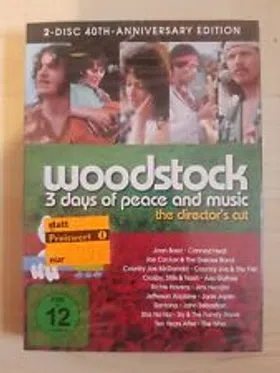 2-DISC 40TH-ANNIVERSARY EDITION
woodstock
3 days of peace and music
the director's cut
statt
Preiswert
nur
Joan Baez · Canned Heat
Joe Cocker & The Grease Band
Country Joe McDonald · Country Joe & The Fish
Crosby, Stills & Nash · Arlo Guthrie
Richie Havens · Jimi Hendrix
Jefferson Airplane · Janis Joplin
Santana · John Sebastian
Sha Na Na · Sly & The Family Stone
Ten Years After · The Who
12